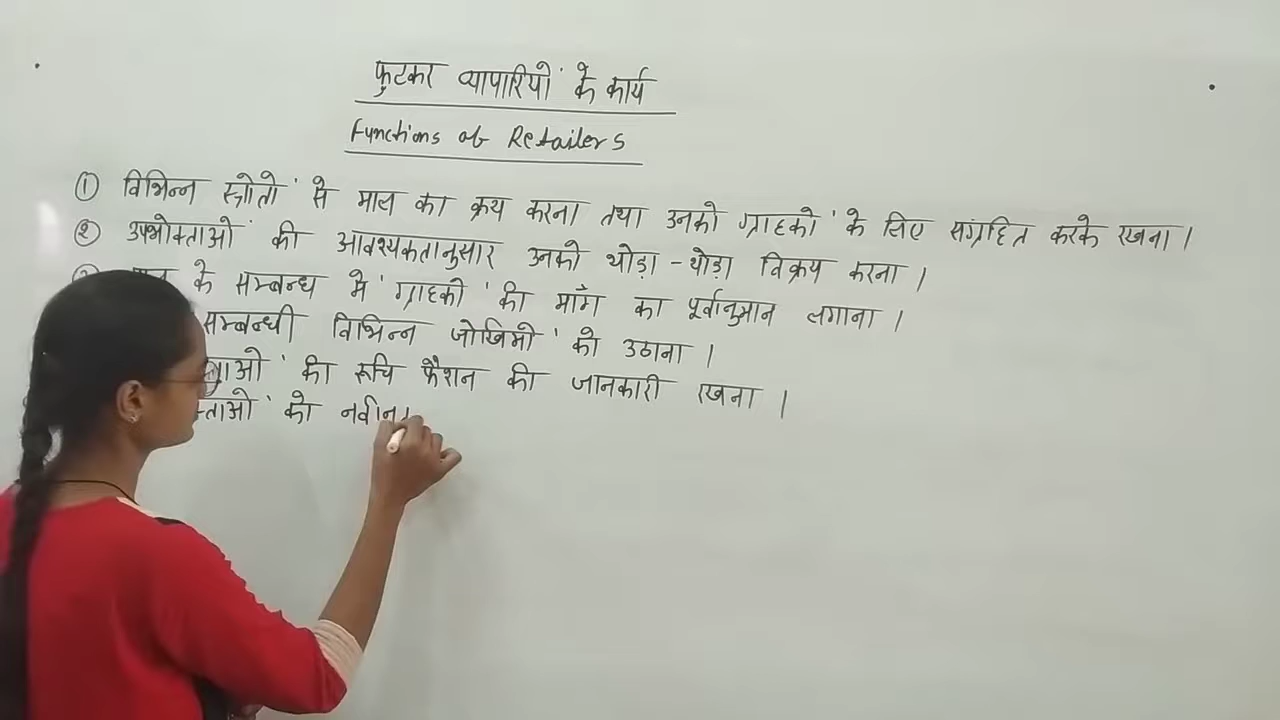 फुटकर व्यापारियों के कार्य
Functions of Retailers
① विभिन्न स्त्रोतों से माल का क्रय करना तथा उनको ग्राहकों के लिए संग्रहित करके रखना।
② उपभोक्ताओं की आवश्यकतानुसार उनको थोड़ा-थोड़ा विक्रय करना।
के सम्बन्ध में ग्राहकों की माँग का पूर्वानुमान लगाना।
सम्बन्धी विभिन्न जोखिमों को उठाना।
की रूचि फैशन की जानकारी रखना।
को नवीन